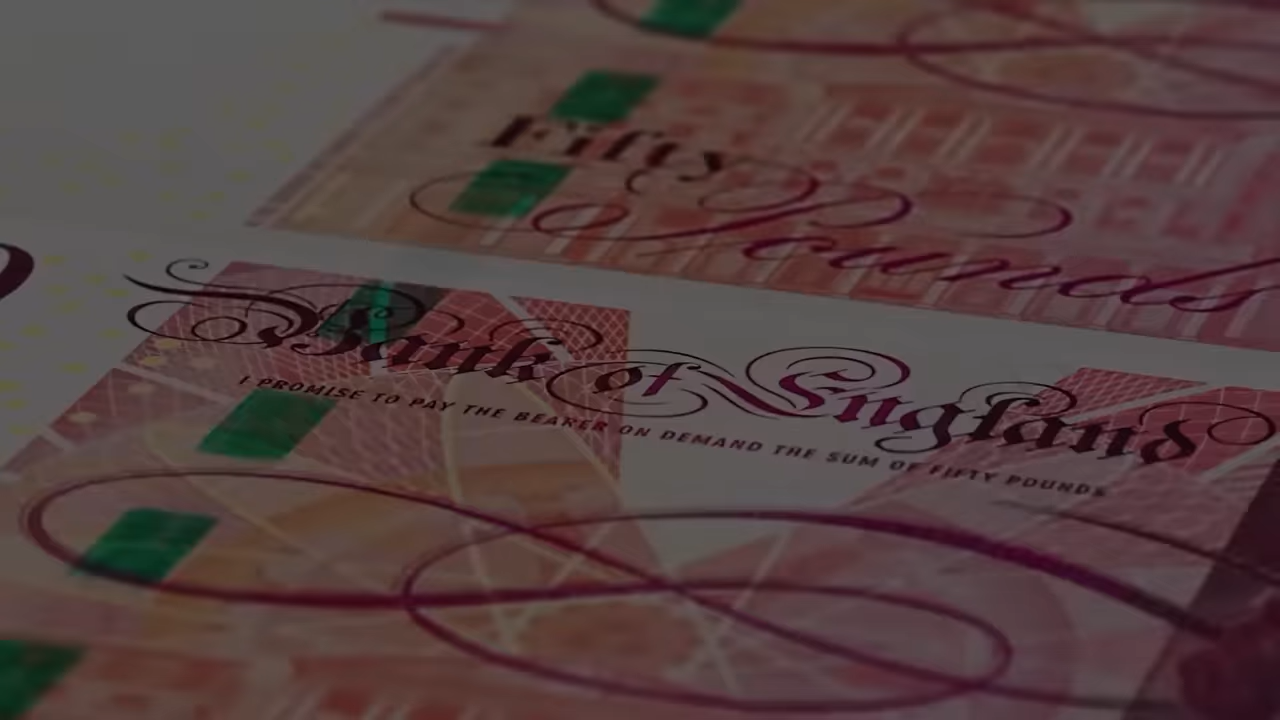 Fifty
Pounds
Bank of England
I PROMISE TO PAY THE BEARER ON DEMAND THE SUM OF FIFTY POUNDS